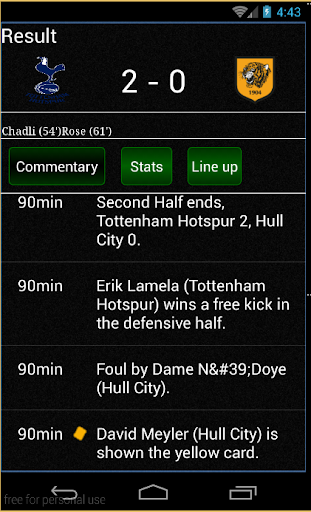 4:43
Result
2 - 0
1904
Chadli (54')Rose (61')
Commentary Stats Line up
90min Second Half ends,
Tottenham Hotspur 2, Hull
City 0.
90min Erik Lamela (Tottenham
Hotspur) wins a free kick in
the defensive half.
90min Foul by Dame N&#39;Doye
(Hull City).
90min David Meyler (Hull City) is
shown the yellow card.
free for personal use